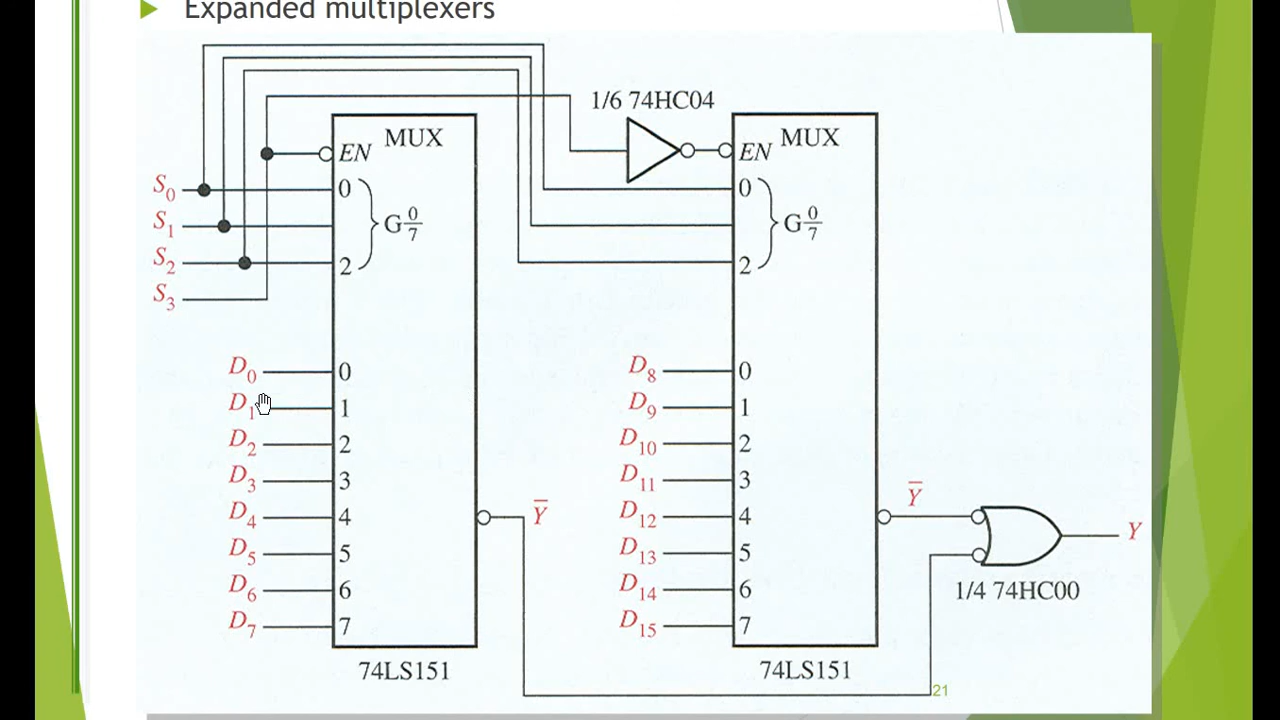 Expanded multiplexers
1/6 74HC04
MUX
MUX
EN
EN
S0
0
0
S1
G 0/7
G 0/7
S2
2
2
S3
D0
0
D8
0
D1
1
D9
1
D2
2
D10
2
D3
3
D11
3
D4
4
Y̅
D12
4
Y̅
Y
D5
5
D13
5
D6
6
D14
6
1/4 74HC00
D7
7
D15
7
74LS151
74LS151
21